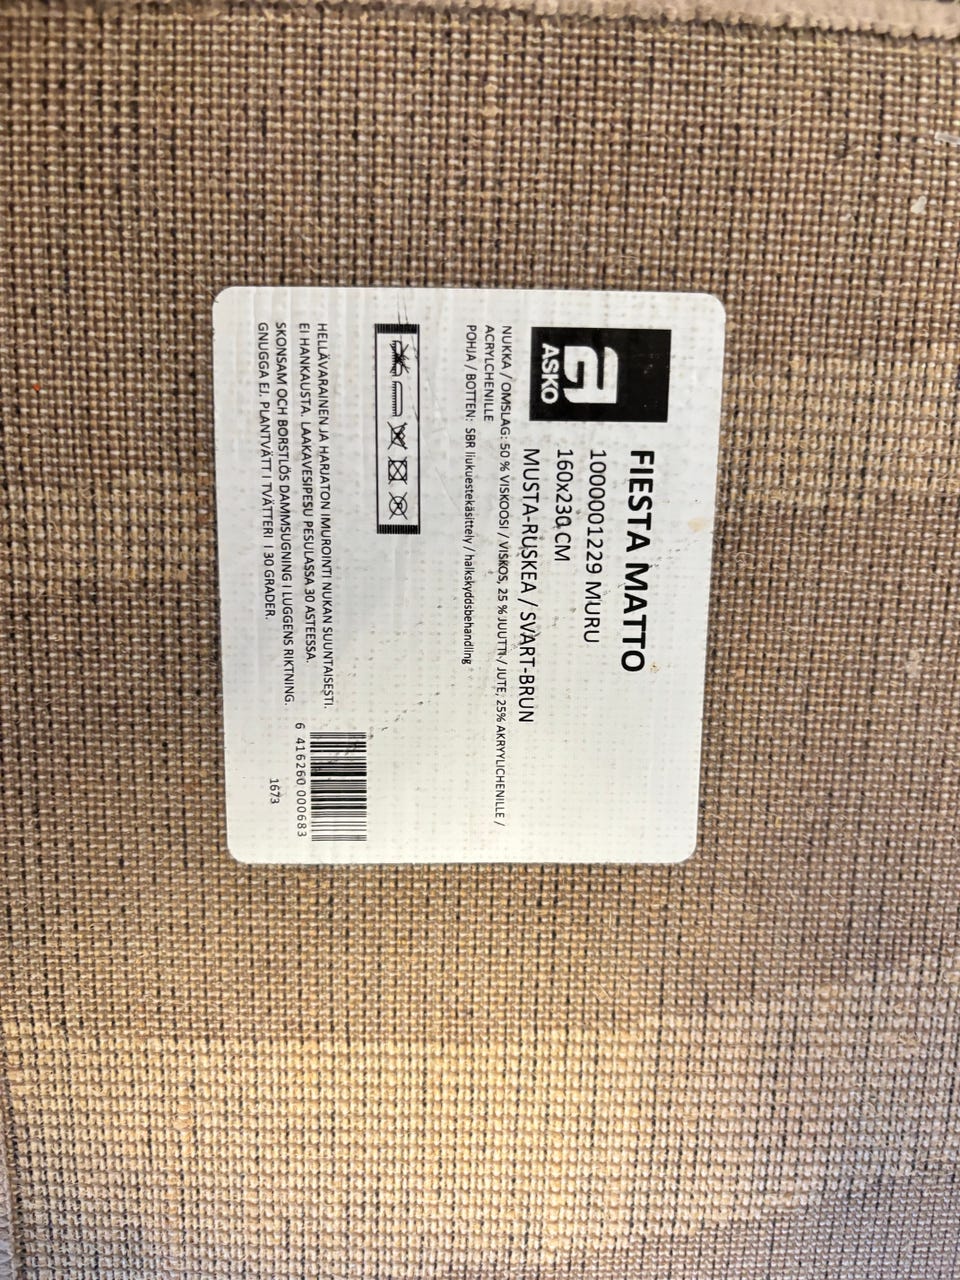 ASKO
FIESTA MATTO
1000001229 MURU
160x230 CM
MUSTA-RUSKEA / SVART-BRUN
NUKKA / OMSLAG: 50 % VISKOOSI / VISKOS, 25 % JUUTTI / JUTE, 25% AKRYYLICHENILLE /
ACRYLCHENILLE
POHJA / BOTTEN: SBR liukuestekäsittely / halkskyddsbehandling
HELLÄVARAINEN JA HARJATON IMUROINTI NUKAN SUUNTAISESTI.
EI HANKAUSTA. LAAKAVESIPESU PESULASSA 30 ASTEESSA.
SKONSAM OCH BORSTLÖS DAMMSUGNING I LUGGENS RIKTNING.
GNUGGA EJ. PLANTVÄTT I TVÄTTERI I 30 GRADER.
6 416260 000683
1673